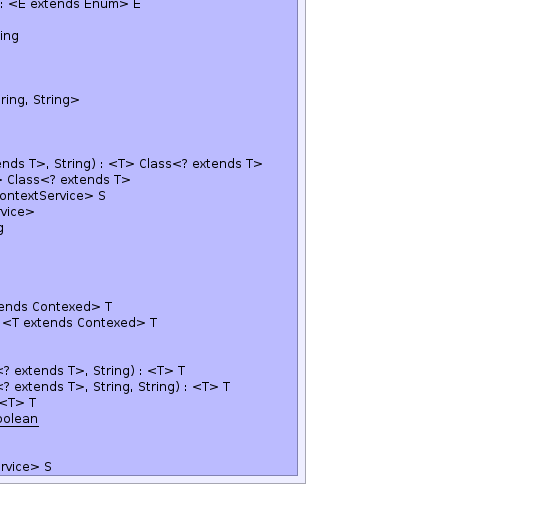 : <E extends Enum> E
ing
ring, String>
ends T>, String) : <T> Class<? extends T>
> Class<? extends T>
ontextService> S
vice>
g
ends Contexed> T
<T extends Contexed> T
<? extends T>, String) : <T> T
<? extends T>, String, String) : <T> T
<T> T
oolean
rvice> S